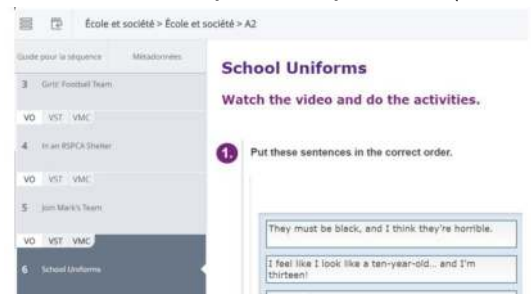 École et société > École et société > A2
Guide pour la séquence
Métadonnées
3 Girls' Football Team
VO VST VMC
4 In an RSPCA Shelter
VO VST VMC
5 Join Mark's Team
VO VST VMC
6 School Uniforms
School Uniforms
Watch the video and do the activities.
1. Put these sentences in the correct order.
They must be black, and I think they're horrible.
I feel like I look like a ten-year-old... and I'm
thirteen!